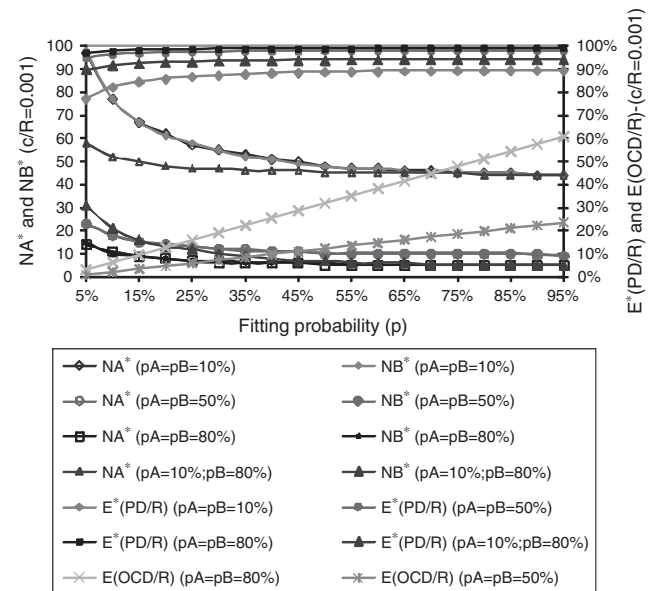 NA* and NB* (c/R=0.001)
100
90
80
70
60
50
40
30
20
10
0
100%
90%
80%
70%
60%
50%
40%
30%
20%
10%
0%
E*(PD/R) and E(OCD/R)-(c/R=0.001)
5% 15% 25% 35% 45% 55% 65% 75% 85% 95%
Fitting probability (p)
NA* (pA=pB=10%) NB* (pA=pB=10%)
NA* (pA=pB=50%) NB* (pA=pB=50%)
NA* (pA=pB=80%) NB* (pA=pB=80%)
NA* (pA=10%;pB=80%) NB* (pA=10%;pB=80%)
E*(PD/R) (pA=pB=10%) E*(PD/R) (pA=pB=50%)
E*(PD/R) (pA=pB=80%) E*(PD/R) (pA=10%;pB=80%)
E(OCD/R) (pA=pB=80%) E(OCD/R) (pA=pB=50%)